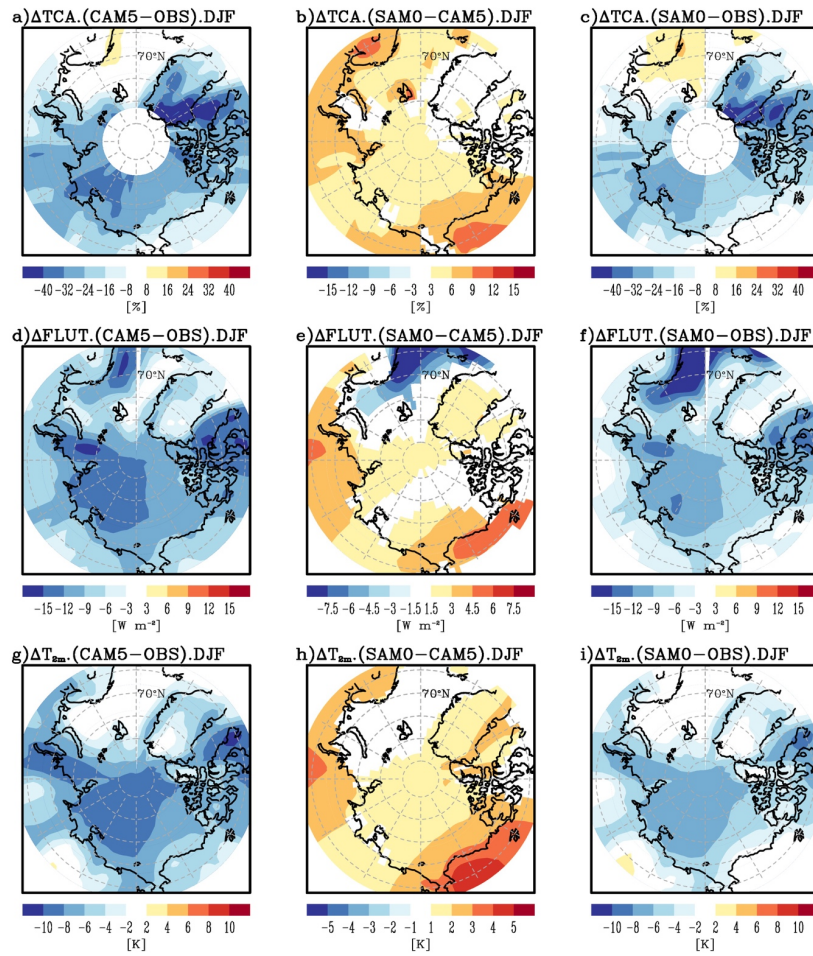 a)ΔTCA.(CAM5-OBS).DJF
b)ΔTCA.(SAM0-CAM5).DJF
c)ΔTCA.(SAM0-OBS).DJF
70°N
70°N
70°N
-40-32-24-16 -8 8 16 24 32 40
[%]
-15-12 -9 -6 -3 3 6 9 12 15
[%]
-40-32-24-16 -8 8 16 24 32 40
[%]
d)ΔFLUT.(CAM5-OBS).DJF
e)ΔFLUT.(SAM0-CAM5).DJF
f)ΔFLUT.(SAM0-OBS).DJF
70°N
70°N
70°N
-15-12 -9 -6 -3 3 6 9 12 15
[W m⁻²]
-7.5-6-4.5-3-1.51.5 3 4.5 6 7.5
[W m⁻²]
-15-12 -9 -6 -3 3 6 9 12 15
[W m⁻²]
g)ΔT₂ₘ.(CAM5-OBS).DJF
h)ΔT₂ₘ.(SAM0-CAM5).DJF
i)ΔT₂ₘ.(SAM0-OBS).DJF
70°N
70°N
70°N
-10 -8 -6 -4 -2 2 4 6 8 10
[K]
-5 -4 -3 -2 -1 1 2 3 4 5
[K]
-10 -8 -6 -4 -2 2 4 6 8 10
[K]